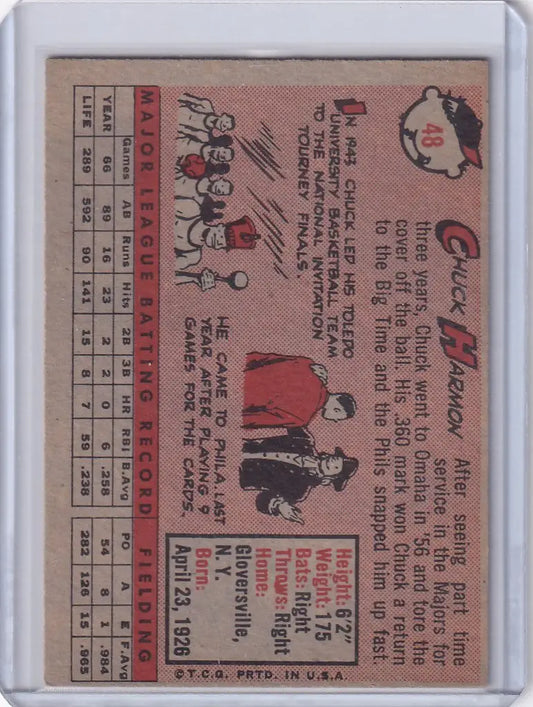 48
CHUCK HARMON
After seeing part time
service in the Majors for
three years, Chuck went to Omaha in '56 and tore the
cover off the ball. His .360 mark won Chuck a return
to the Big Time and the Phils snapped him up fast.
IN 1943 CHUCK LED HIS TOLEDO
UNIVERSITY BASKETBALL TEAM
TO THE NATIONAL INVITATION
TOURNEY FINALS.
HE CAME TO PHILA. LAST
YEAR AFTER PLAYING 9
GAMES FOR THE CARDS.
Height: 6'2"
Weight: 175
Bats: Right
Throws: Right
Home:
Gloversville,
N. Y.
Born:
April 23, 1926
MAJOR LEAGUE BATTING RECORD FIELDING
Games AB Runs Hits 2B 3B HR RBI B.Avg PO A E F.Avg
YEAR 66 89 16 23 2 2 0 6 .258 54 8 1 .984
LIFE 289 592 90 141 15 8 7 59 .238 282 126 15 .965
© T.C.G. PRTD. IN U.S.A.